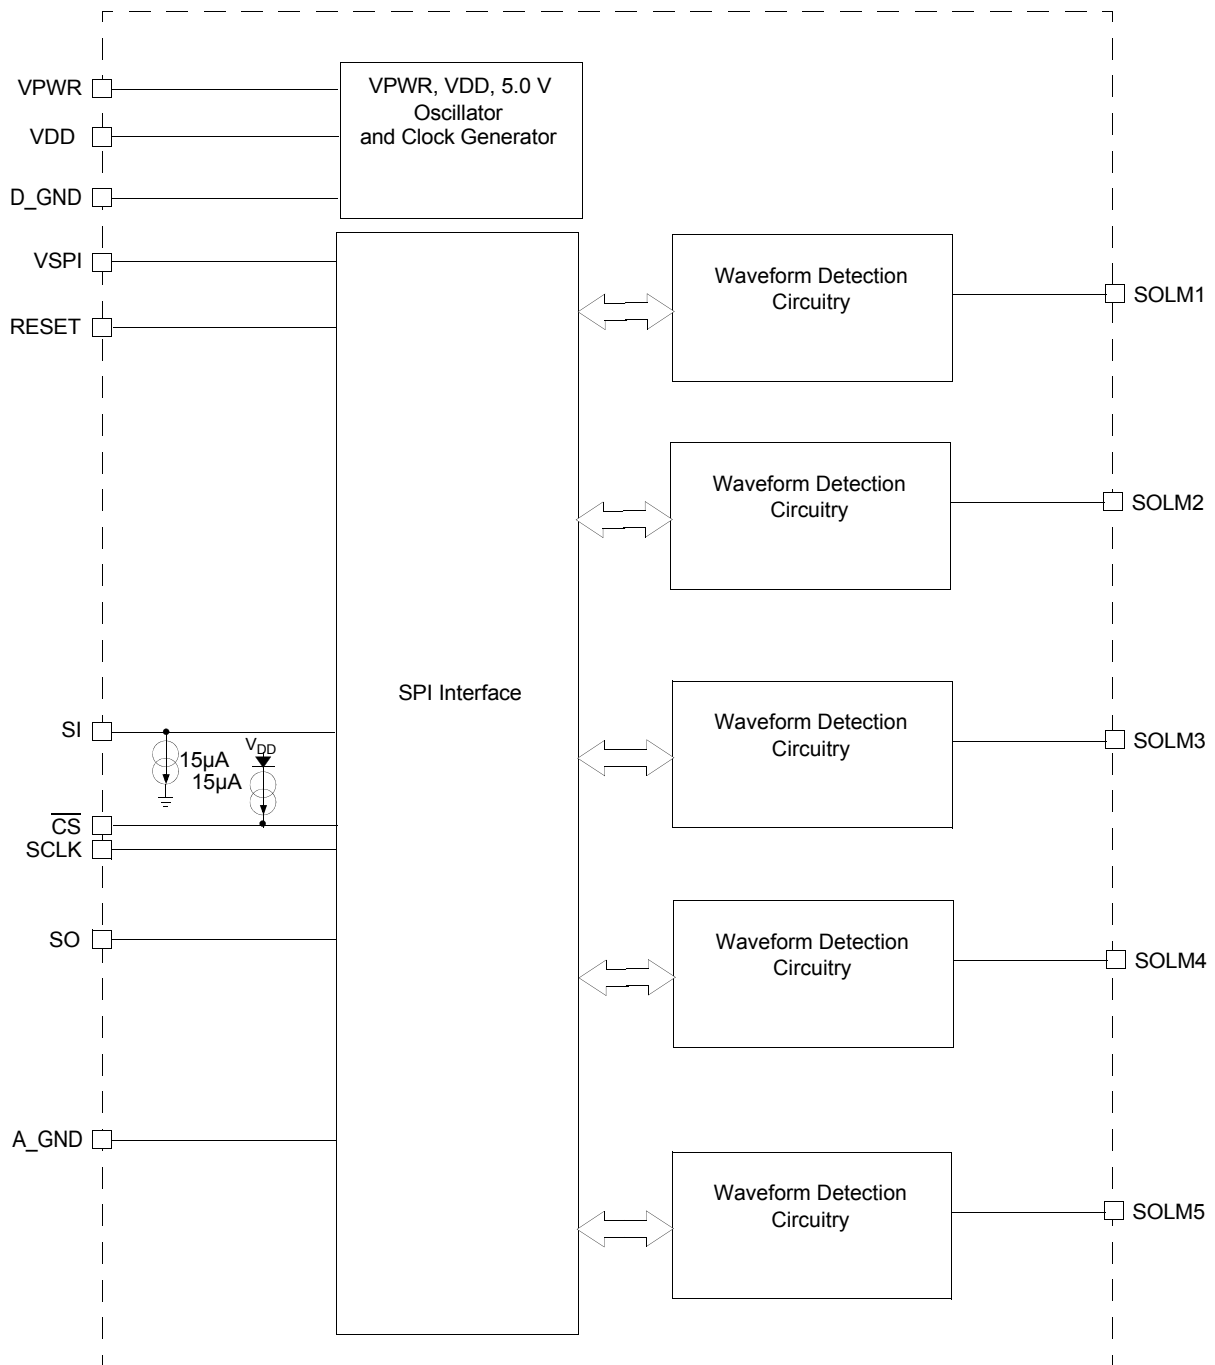 VPWR
VDD
D_GND
VPWR, VDD, 5.0 V
Oscillator
and Clock Generator
VSPI
RESET
SI
15µA
VDD
15µA
CS
SCLK
SO
A_GND
SPI Interface
Waveform Detection
Circuitry
SOLM1
Waveform Detection
Circuitry
SOLM2
Waveform Detection
Circuitry
SOLM3
Waveform Detection
Circuitry
SOLM4
Waveform Detection
Circuitry
SOLM5